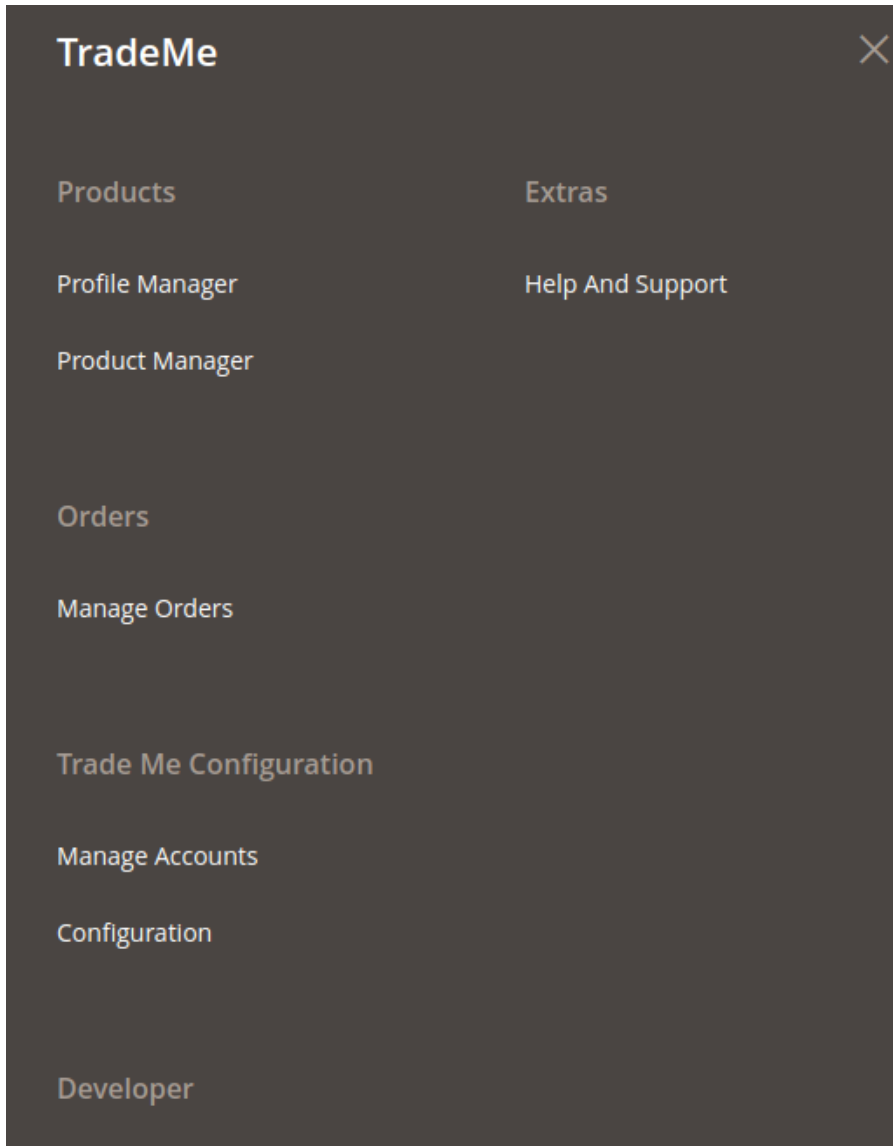 TradeMe
Products
Profile Manager
Product Manager
Orders
Manage Orders
Trade Me Configuration
Manage Accounts
Configuration
Developer
Extras
Help And Support